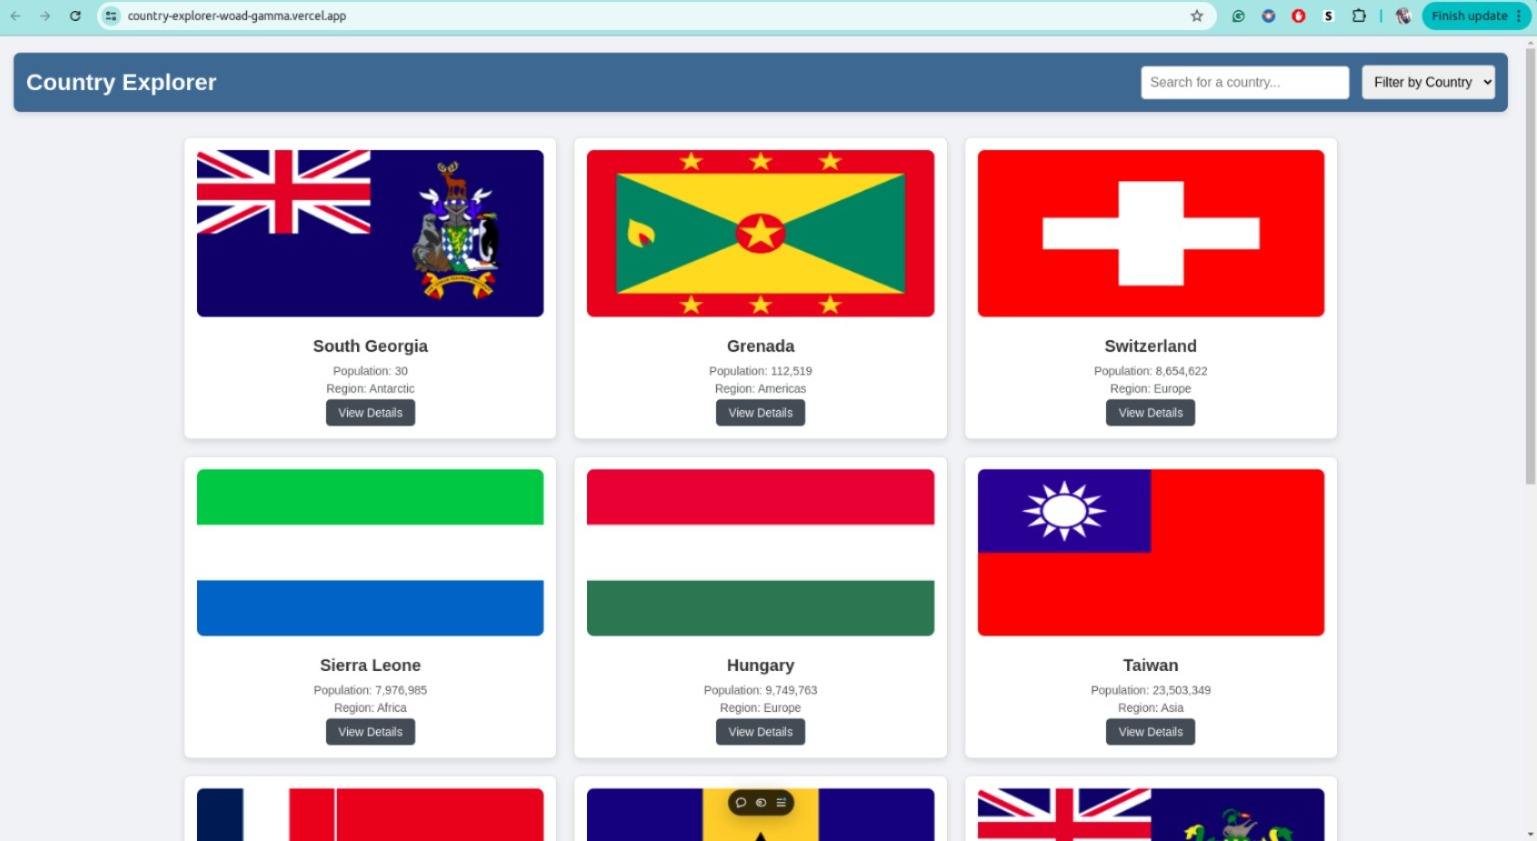 country-explorer-woad-gamma.vercel.app
Finish update
Country Explorer
Search for a country...
Filter by Country
South Georgia
Population: 30
Region: Antarctic
View Details
Grenada
Population: 112,519
Region: Americas
View Details
Switzerland
Population: 8,654,622
Region: Europe
View Details
Sierra Leone
Population: 7,976,985
Region: Africa
View Details
Hungary
Population: 9,749,763
Region: Europe
View Details
Taiwan
Population: 23,503,349
Region: Asia
View Details